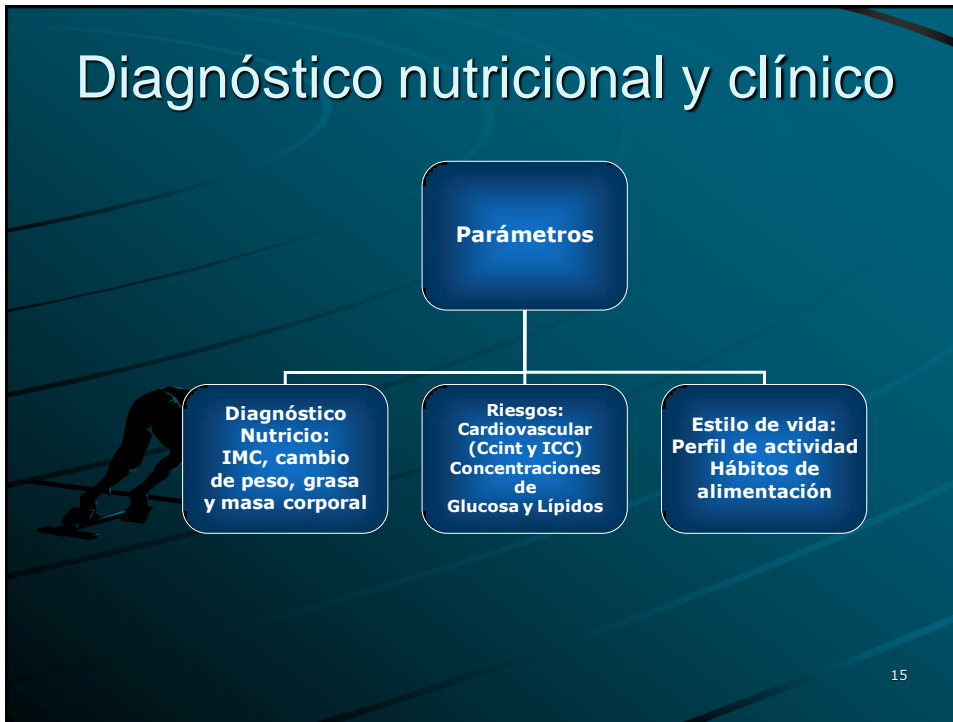 Diagnóstico nutricional y clínico
Parámetros
Diagnóstico
Nutricio:
IMC, cambio
de peso, grasa
y masa corporal
Riesgos:
Cardiovascular
(Ccint y ICC)
Concentraciones
de
Glucosa y Lípidos
Estilo de vida:
Perfil de actividad
Hábitos de
alimentación
15